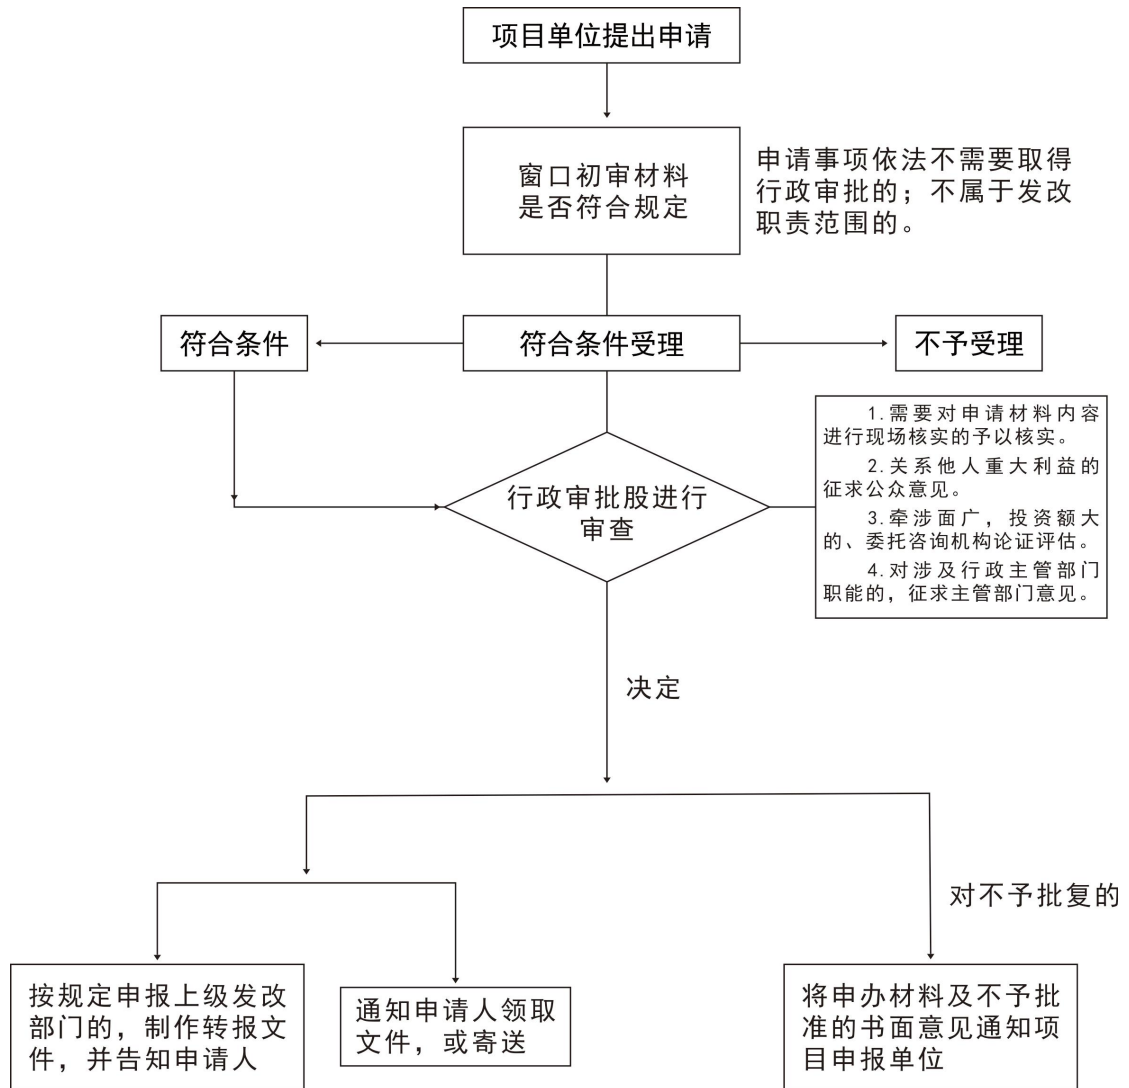 项目单位提出申请
窗口初审材料
是否符合规定
申请事项依法不需要取得
行政审批的；不属于发改
职责范围的。
符合条件
符合条件受理
不予受理
1.需要对申请材料内容
进行现场核实的予以核实。
2.关系他人重大利益的
征求公众意见。
3.牵涉面广，投资额大
的、委托咨询机构论证评估。
4.对涉及行政主管部门
职能的，征求主管部门意见。
行政审批股进行
审查
决定
对不予批复的
按规定申报上级发改
部门的，制作转报文
件，并告知申请人
通知申请人领取
文件，或寄送
将申办材料及不予批
准的书面意见通知项
目申报单位